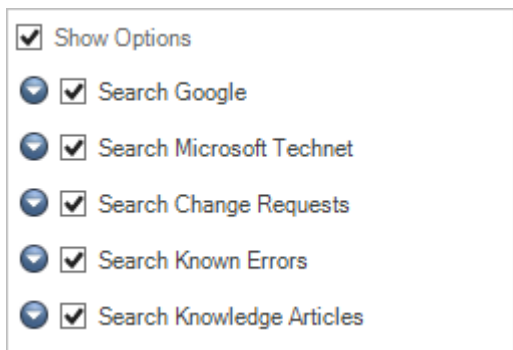 Show Options
Search Google
Search Microsoft Technet
Search Change Requests
Search Known Errors
Search Knowledge Articles